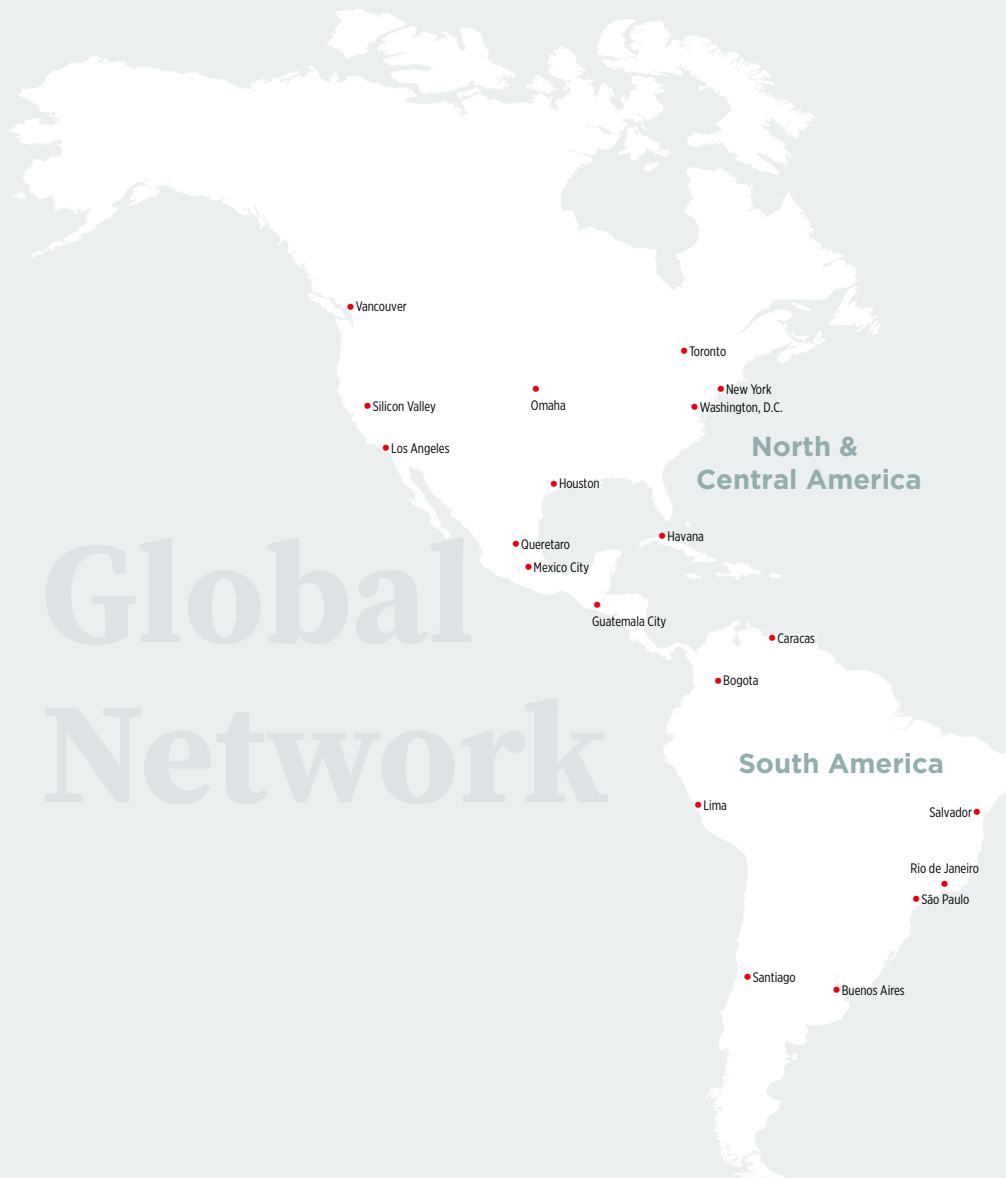 Vancouver
Toronto
New York
Omaha
Silicon Valley
Washington, D.C.
North &
Central America
Los Angeles
Houston
Havana
Queretaro
Mexico City
Global
Guatemala City
Caracas
Bogota
Network
South America
Lima
Salvador
Rio de Janeiro
São Paulo
Santiago
Buenos Aires